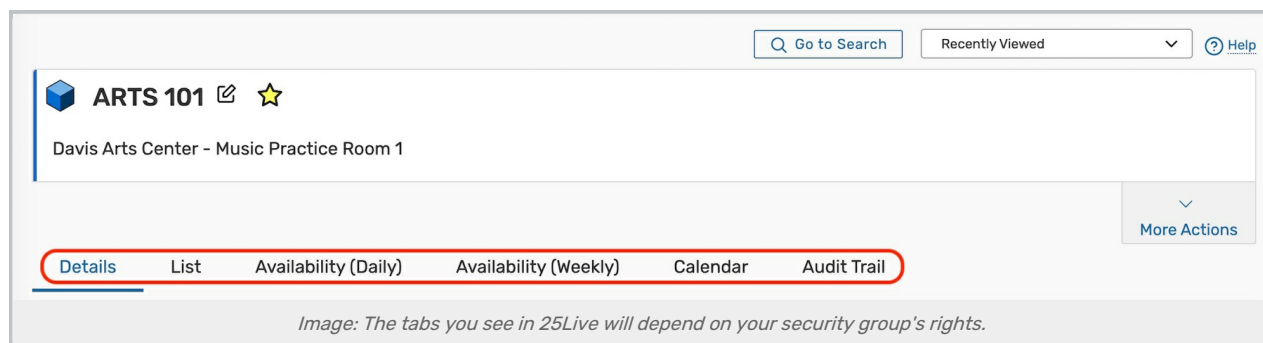 Go to Search Recently Viewed ? Help
ARTS 101
Davis Arts Center - Music Practice Room 1
More Actions
Details List Availability (Daily) Availability (Weekly) Calendar Audit Trail
Image: The tabs you see in 25Live will depend on your security group's rights.